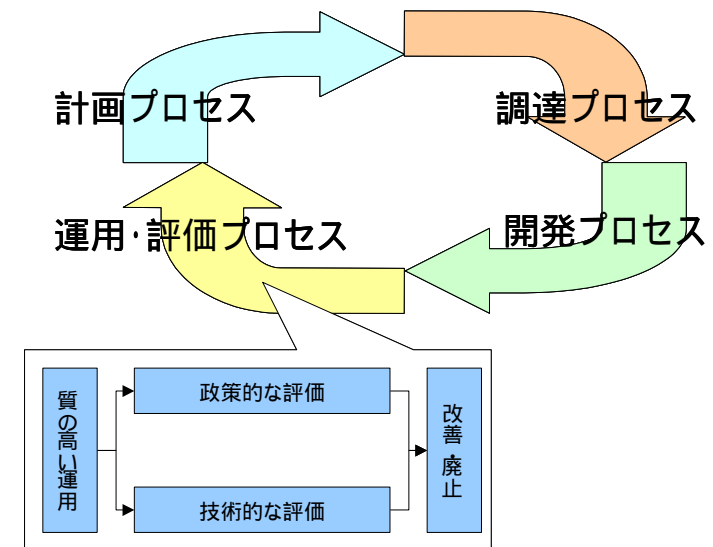 計画プロセス
調達プロセス
運用・評価プロセス
開発プロセス
質の高い運用
政策的な評価
技術的な評価
改善・廃止